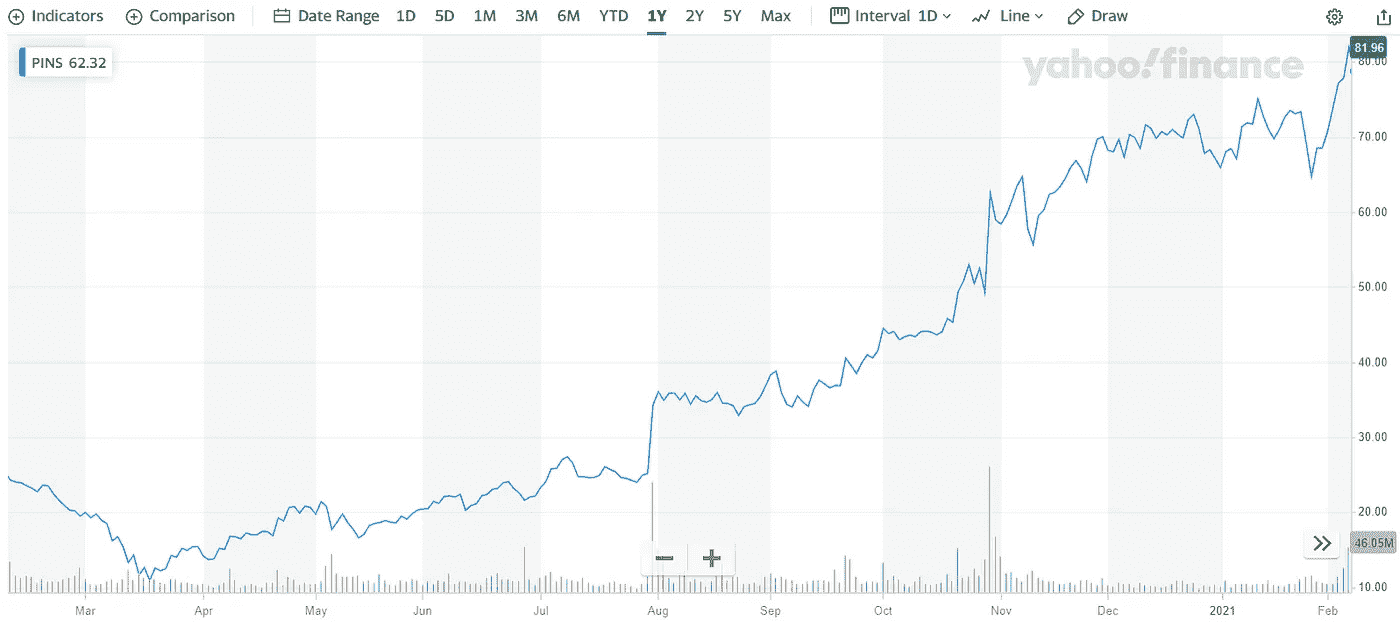 Indicators Comparison Date Range 1D 5D 1M 3M 6M YTD 1Y 2Y 5Y Max Interval 1D Line Draw
PINS 62.32
yahoo!finance
81.96
80.00
70.00
60.00
50.00
40.00
30.00
20.00
46.05M
10.00
Mar Apr May Jun Jul Aug Sep Oct Nov Dec 2021 Feb